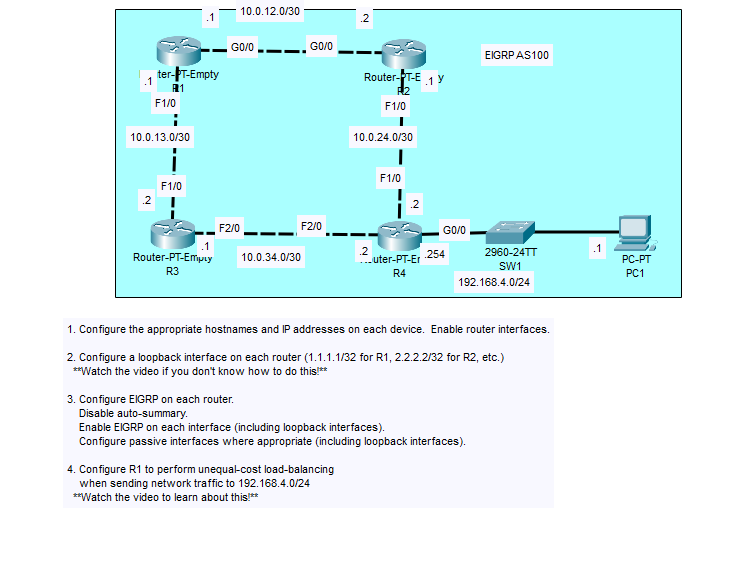 10.0.12.0/30
.1
.2
G0/0
G0/0
EIGRP AS100
-PT-Empty
R1
.1
Router-PT-E
y
R2
.1
F1/0
F1/0
10.0.13.0/30
10.0.24.0/30
F1/0
F1/0
.2
.2
F2/0
F2/0
G0/0
.1
.2
.254
.1
Router-PT-Empty
R3
10.0.34.0/30
R4
2960-24TT
SW1
PC-PT
PC1
192.168.4.0/24
1. Configure the appropriate hostnames and IP addresses on each device. Enable router interfaces.
2. Configure a loopback interface on each router (1.1.1.1/32 for R1, 2.2.2.2/32 for R2, etc.)
**Watch the video if you don't know how to do this!**
3. Configure EIGRP on each router.
Disable auto-summary.
Enable EIGRP on each interface (including loopback interfaces).
Configure passive interfaces where appropriate (including loopback interfaces).
4. Configure R1 to perform unequal-cost load-balancing
when sending network traffic to 192.168.4.0/24
**Watch the video to learn about this!**